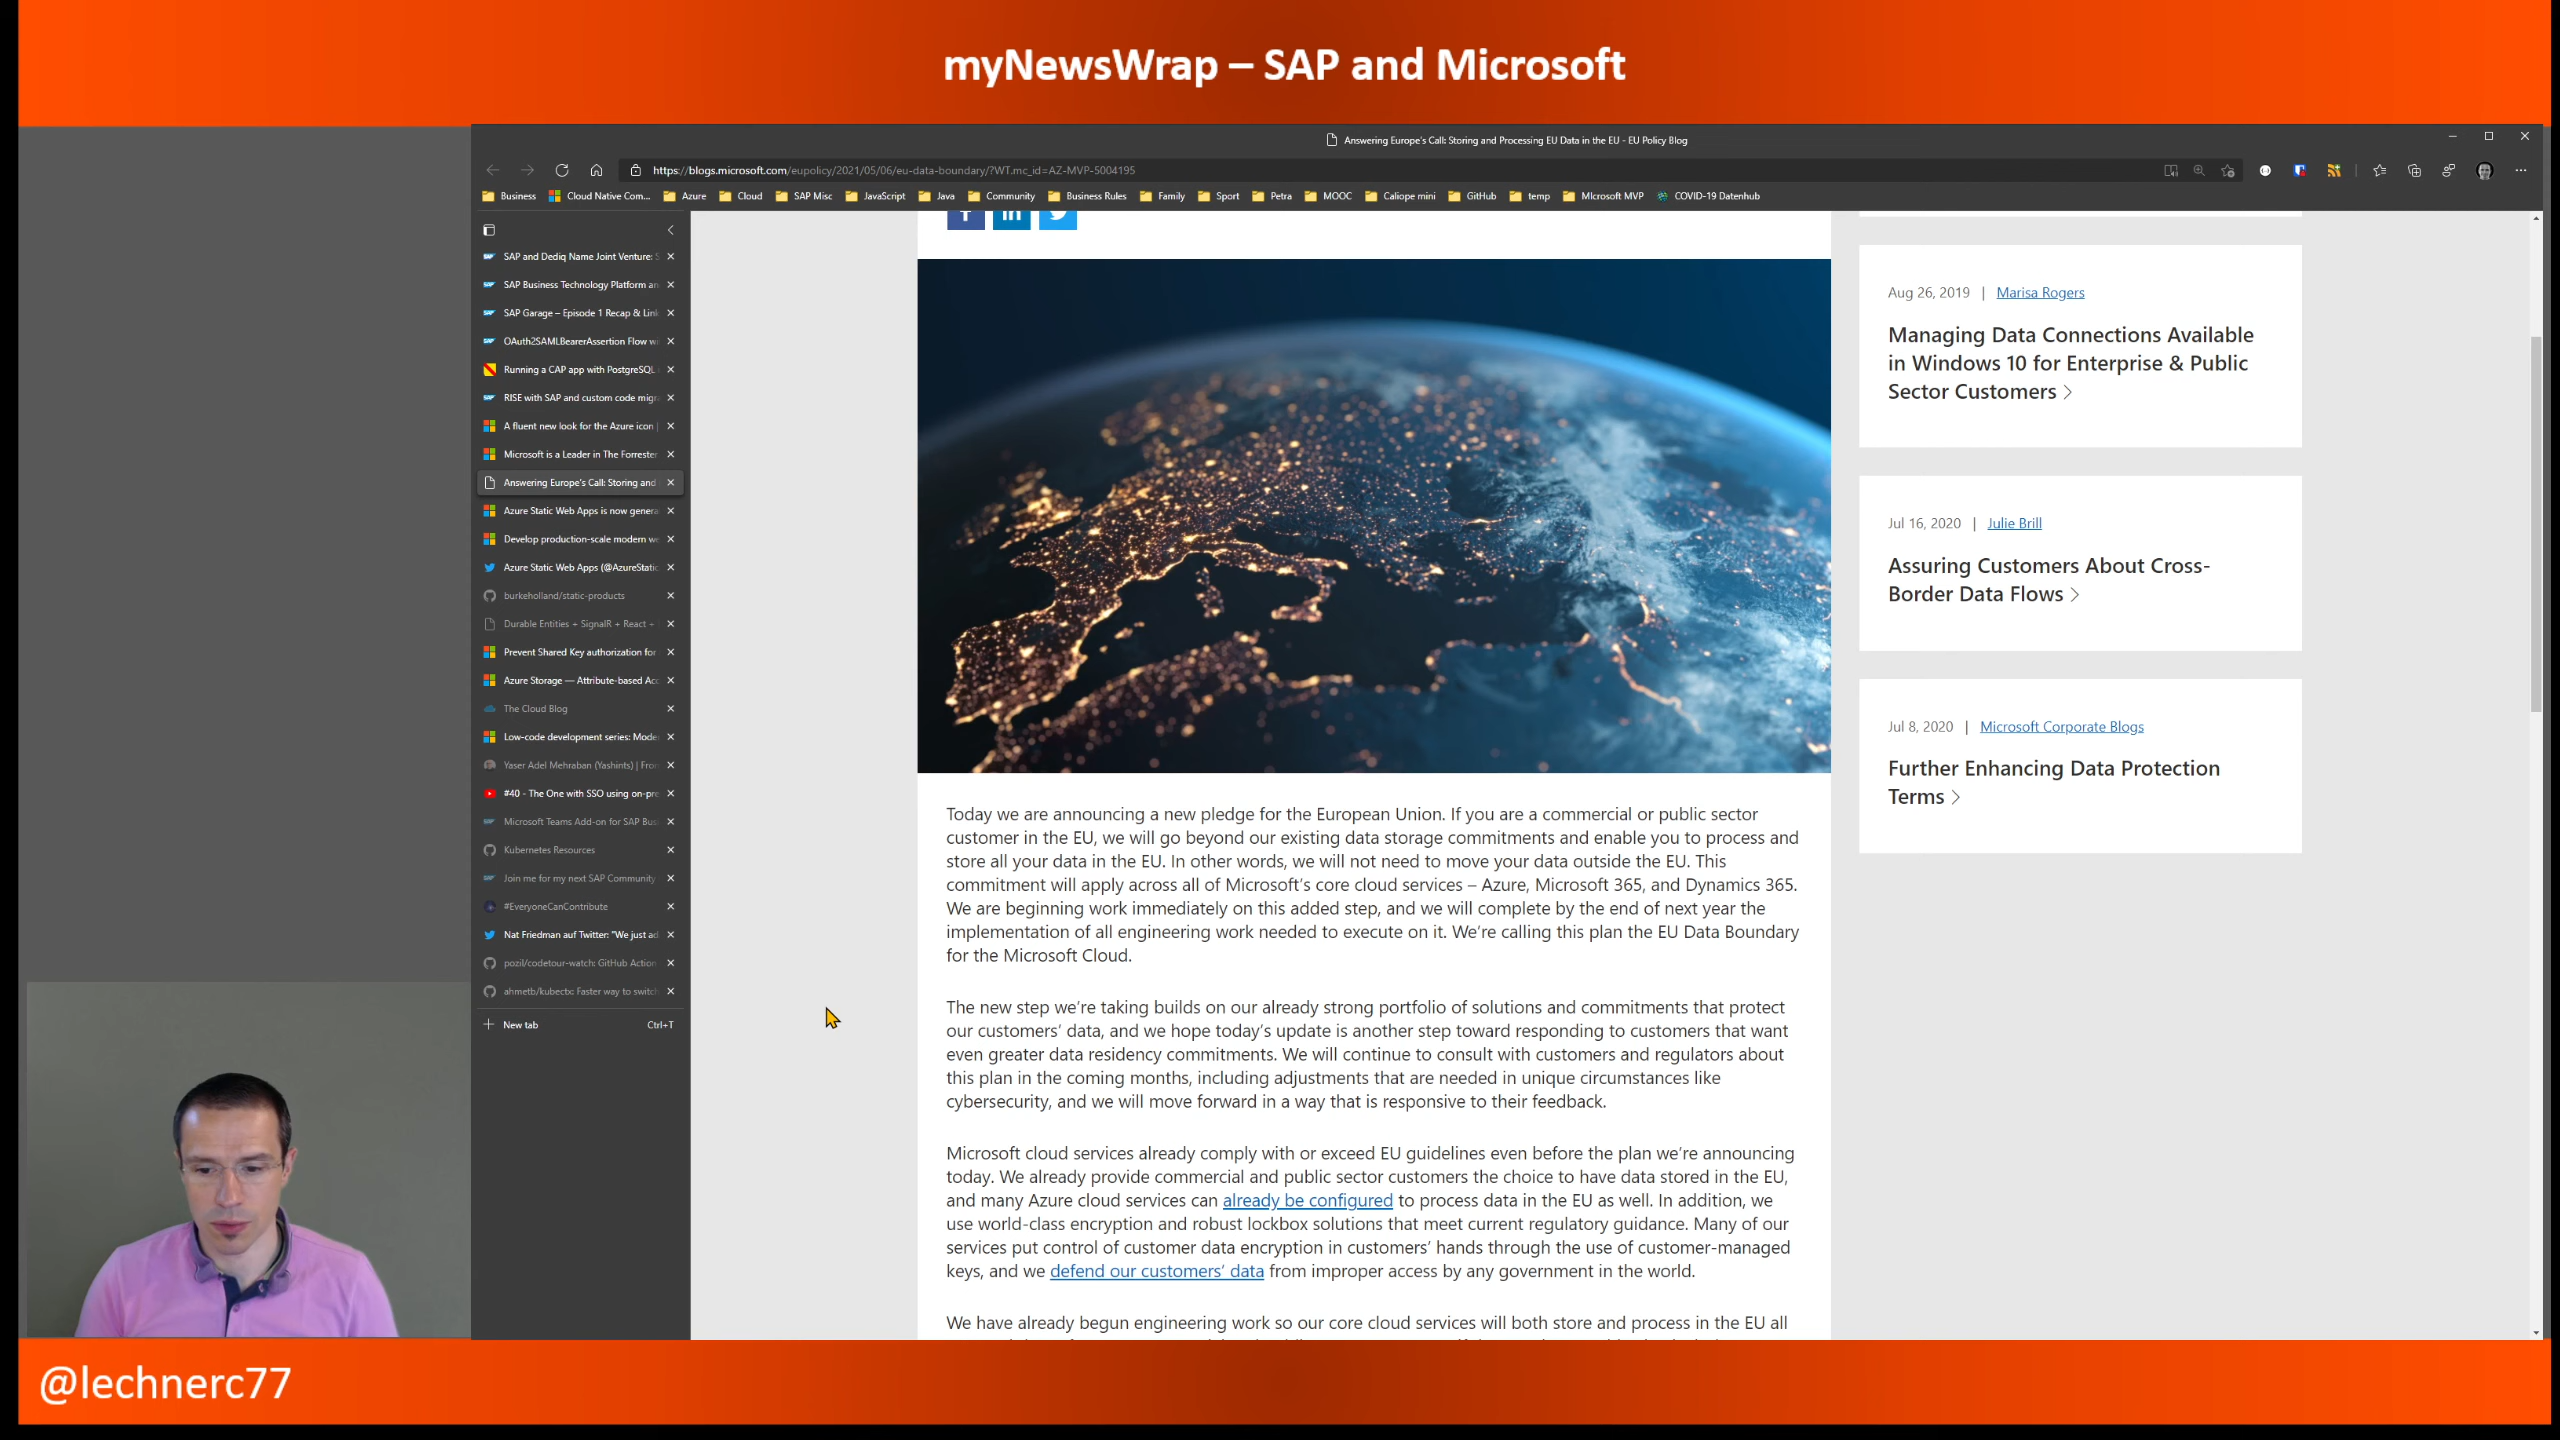 myNewsWrap – SAP and Microsoft
Answering Europe's Call: Storing and Processing EU Data in the EU - EU Policy Blog
https://blogs.microsoft.com/eupolicy/2021/05/06/eu-data-boundary/?WT.mc_id=AZ-MVP-5004195
Business
Cloud Native Com...
Azure
Cloud
SAP Misc
JavaScript
Java
Community
Business Rules
Family
Sport
Petra
MOOC
Caliope mini
GitHub
temp
Microsoft MVP
COVID-19 Datenhub
SAP and Dediq Name Joint Venture:
SAP Business Technology Platform an
SAP Garage – Episode 1 Recap & Link
OAuth2SAMLBearerAssertion Flow wi
Running a CAP app with PostgreSQL
RISE with SAP and custom code migra
A fluent new look for the Azure icon |
Microsoft is a Leader in The Forrester
Answering Europe's Call: Storing and
Azure Static Web Apps is now genera
Develop production-scale modern we
Azure Static Web Apps (@AzureStatic
burkeholland/static-products
Durable Entities + SignalR + React +
Prevent Shared Key authorization for
Azure Storage — Attribute-based Acc
The Cloud Blog
Low-code development series: Mode
Yaser Adel Mehraban (Yashints) | Fron
#40 - The One with SSO using on-pre
Microsoft Teams Add-on for SAP Bus
Kubernetes Resources
Join me for my next SAP Community
#EveryoneCanContribute
Nat Friedman auf Twitter: "We just ad
pozil/codetour-watch: GitHub Action
ahmetb/kubectx: Faster way to switch
New tab
Ctrl+T
Today we are announcing a new pledge for the European Union. If you are a commercial or public sector
customer in the EU, we will go beyond our existing data storage commitments and enable you to process and
store all your data in the EU. In other words, we will not need to move your data outside the EU. This
commitment will apply across all of Microsoft's core cloud services – Azure, Microsoft 365, and Dynamics 365.
We are beginning work immediately on this added step, and we will complete by the end of next year the
implementation of all engineering work needed to execute on it. We're calling this plan the EU Data Boundary
for the Microsoft Cloud.
The new step we're taking builds on our already strong portfolio of solutions and commitments that protect
our customers' data, and we hope today's update is another step toward responding to customers that want
even greater data residency commitments. We will continue to consult with customers and regulators about
this plan in the coming months, including adjustments that are needed in unique circumstances like
cybersecurity, and we will move forward in a way that is responsive to their feedback.
Microsoft cloud services already comply with or exceed EU guidelines even before the plan we're announcing
today. We already provide commercial and public sector customers the choice to have data stored in the EU,
and many Azure cloud services can already be configured to process data in the EU as well. In addition, we
use world-class encryption and robust lockbox solutions that meet current regulatory guidance. Many of our
services put control of customer data encryption in customers' hands through the use of customer-managed
keys, and we defend our customers' data from improper access by any government in the world.
We have already begun engineering work so our core cloud services will both store and process in the EU all
Aug 26, 2019 | Marisa Rogers
Managing Data Connections Available
in Windows 10 for Enterprise & Public
Sector Customers
Jul 16, 2020 | Julie Brill
Assuring Customers About Cross-
Border Data Flows
Jul 8, 2020 | Microsoft Corporate Blogs
Further Enhancing Data Protection
Terms
@lechnerc77